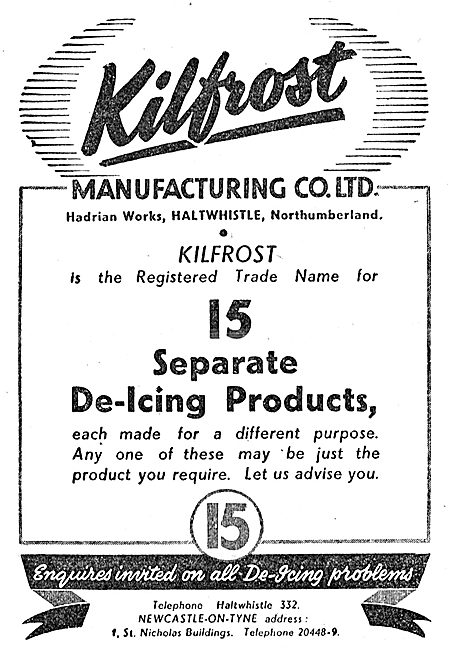 Kilfrost
MANUFACTURING CO. LTD.
Hadrian Works, HALTWHISTLE, Northumberland.
KILFROST
is the Registered Trade Name for
15
Separate
De-Icing Products,
each made for a different purpose.
Any one of these may be just the
product you require. Let us advise you.
15
Enquires invited on all De-Icing problems
Telephone Haltwhistle 332.
NEWCASTLE-ON-TYNE address:
1, St. Nicholas Buildings. Telephone 20448-9.